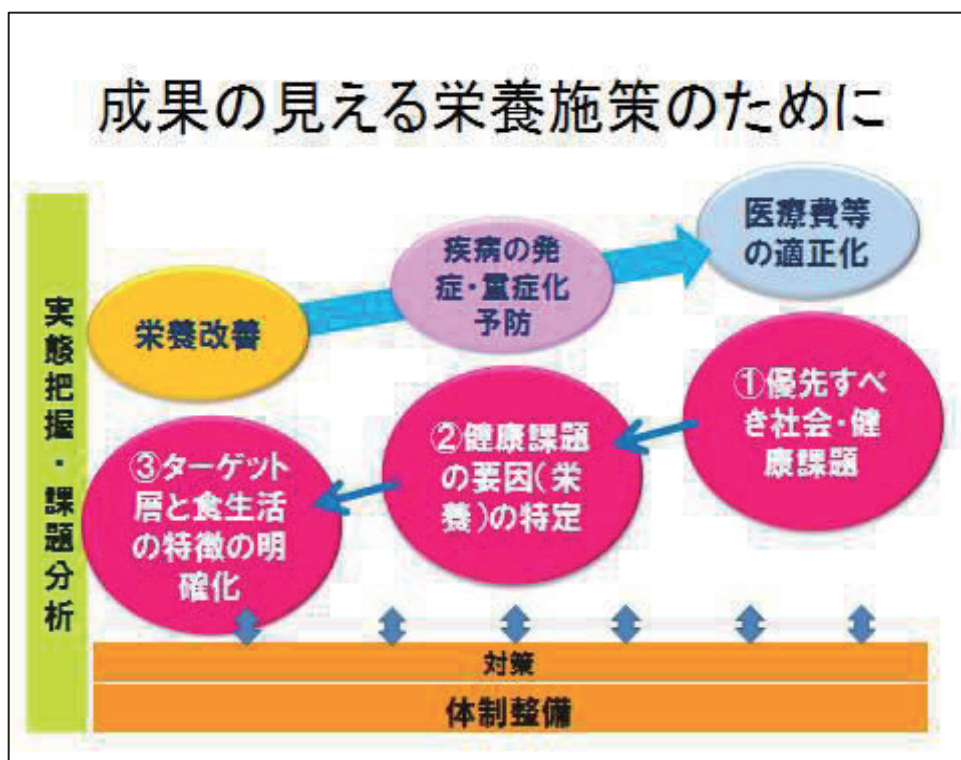 成果の見える栄養施策のために
実態把握・課題分析
栄養改善
疾病の発
症・重症化
予防
医療費等
の適正化
①優先すべ
き社会・健
康課題
②健康課題
の要因(栄
養)の特定
③ターゲット
層と食生活
の特徴の明
確化
対策
体制整備